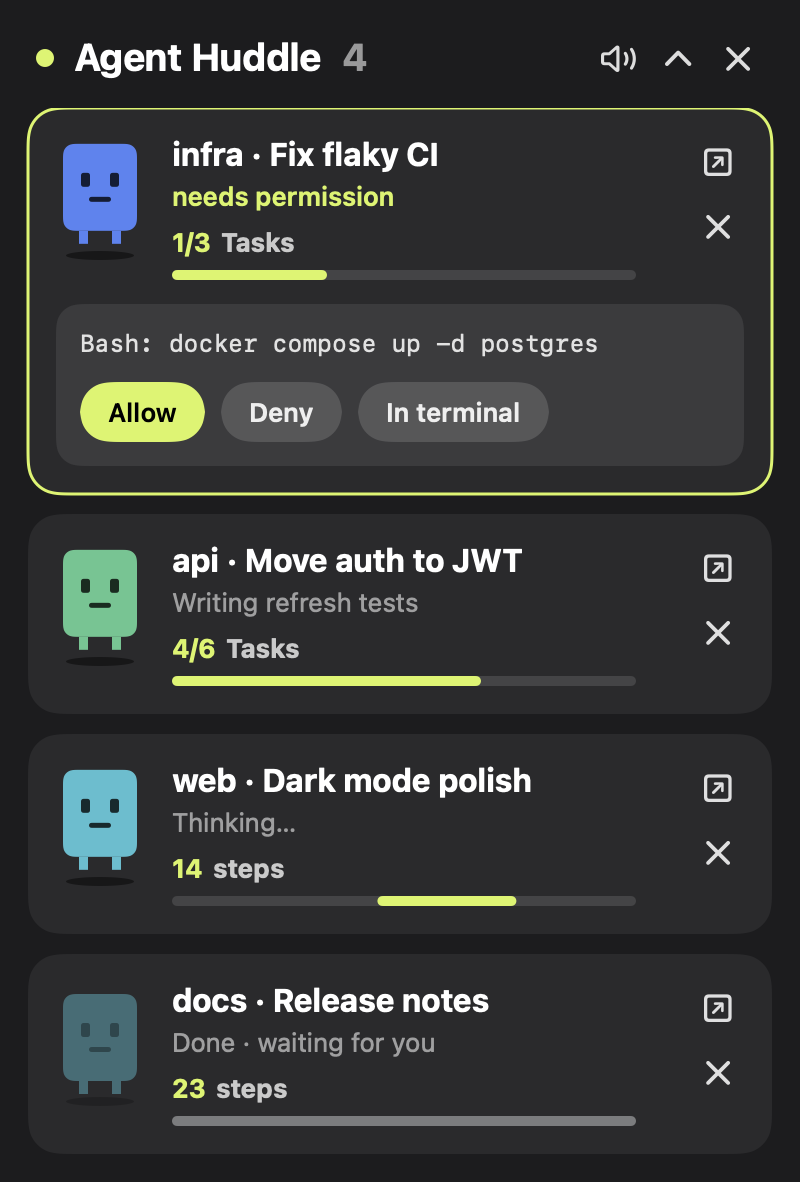 Agent Huddle 4
infra · Fix flaky CI
needs permission
1/3 Tasks
Bash: docker compose up –d postgres
Allow Deny In terminal
api · Move auth to JWT
Writing refresh tests
4/6 Tasks
web · Dark mode polish
Thinking…
14 steps
docs · Release notes
Done · waiting for you
23 steps